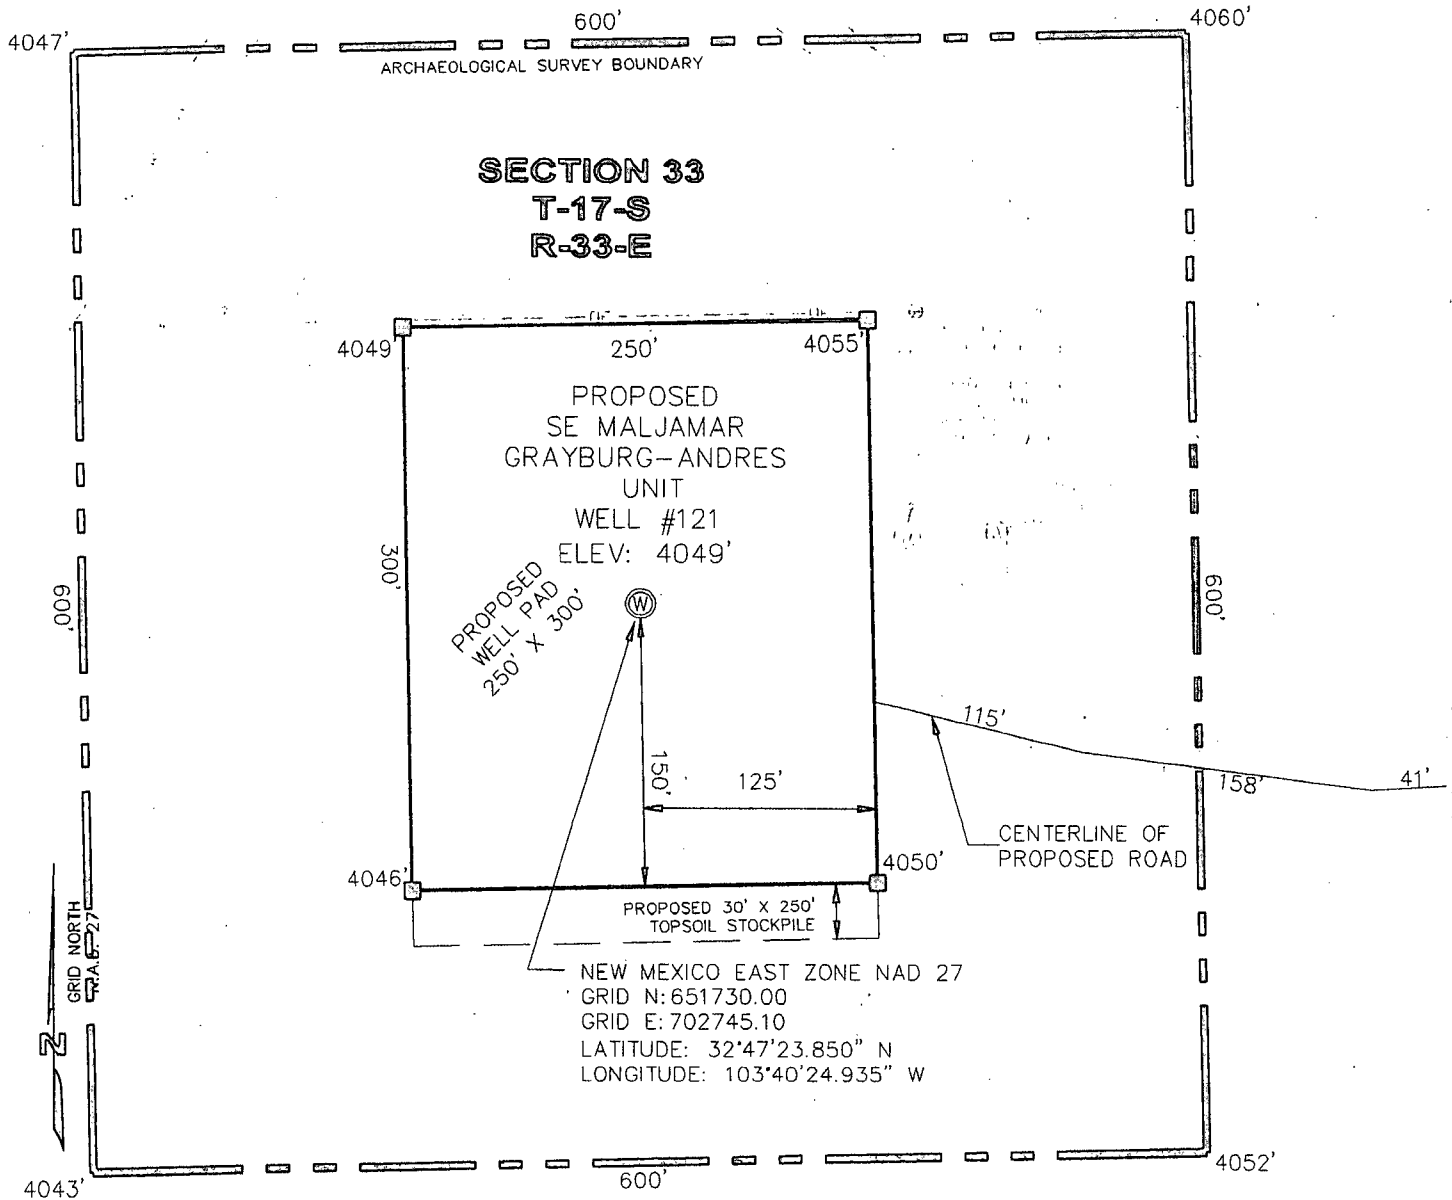 600'
4060'
4047'
ARCHAEOLOGICAL SURVEY BOUNDARY
SECTION 33
T-17-S
R-33-E
4049'
250'
4055'
PROPOSED
SE MALJAMAR
GRAYBURG-ANDRES
UNIT
WELL #121
ELEV: 4049'
300'
PROPOSED
WELL PAD
250' X 300'
W
600'
600'
150'
125'
115'
158'
41'
CENTERLINE OF
PROPOSED ROAD
4046'
4050'
PROPOSED 30' X 250'
TOPSOIL STOCKPILE
GRID NORTH
N.A.D. 27
N
NEW MEXICO EAST ZONE NAD 27
GRID N: 651730.00
GRID E: 702745.10
LATITUDE: 32°47'23.850" N
LONGITUDE: 103°40'24.935" W
4043'
600'
4052'